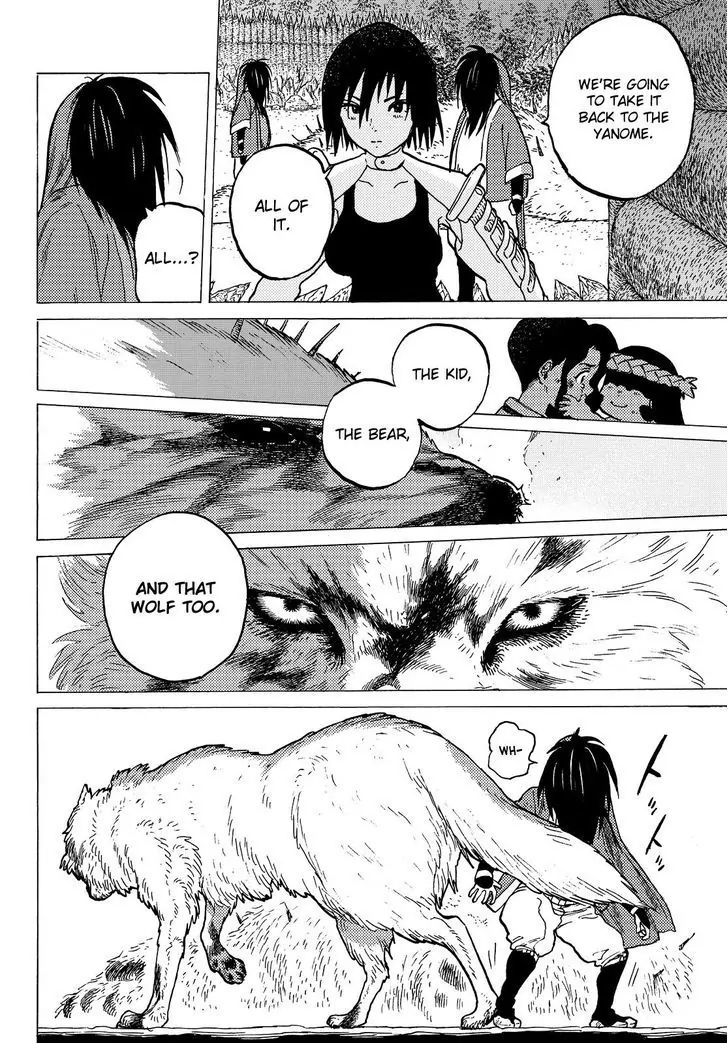 WE'RE GOING
TO TAKE IT
BACK TO THE
YANOME.
ALL OF
IT.
ALL...?
THE KID,
THE BEAR,
AND THAT
WOLF TOO.
WH-